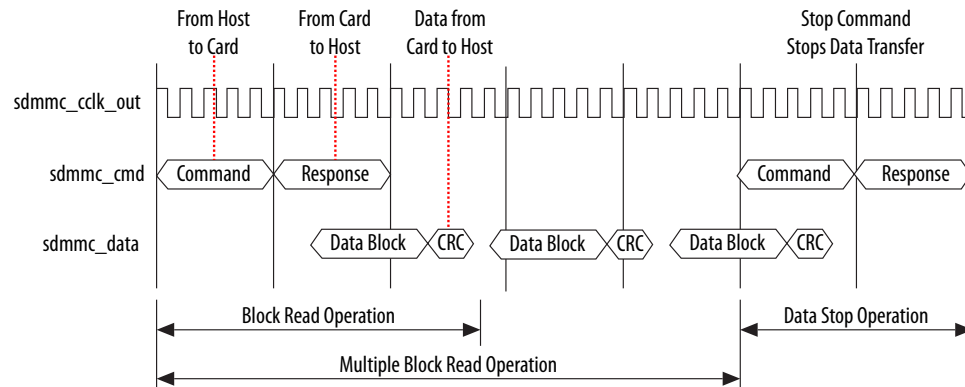 From Host
to Card
From Card
to Host
Data from
Card to Host
Stop Command
Stops Data Transfer
sdmmc_cclk_out
sdmmc_cmd
Command
Response
Command
Response
sdmmc_data
Data Block
CRC
Data Block
CRC
Data Block
CRC
Block Read Operation
Data Stop Operation
Multiple Block Read Operation